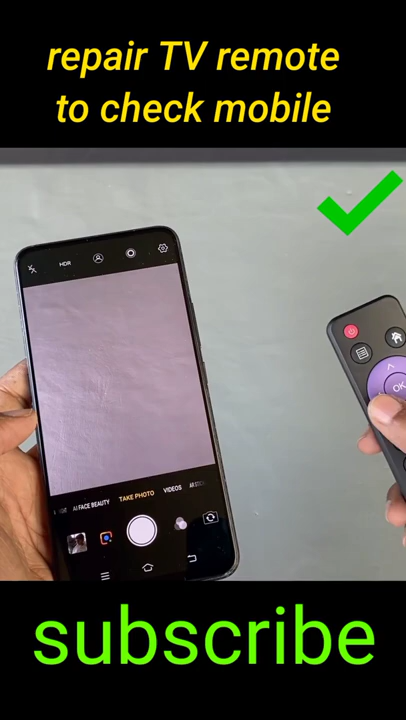 repair TV remote
to check mobile
HDR
AI FACE BEAUTY TAKE PHOTO VIDEOS
OK
subscribe